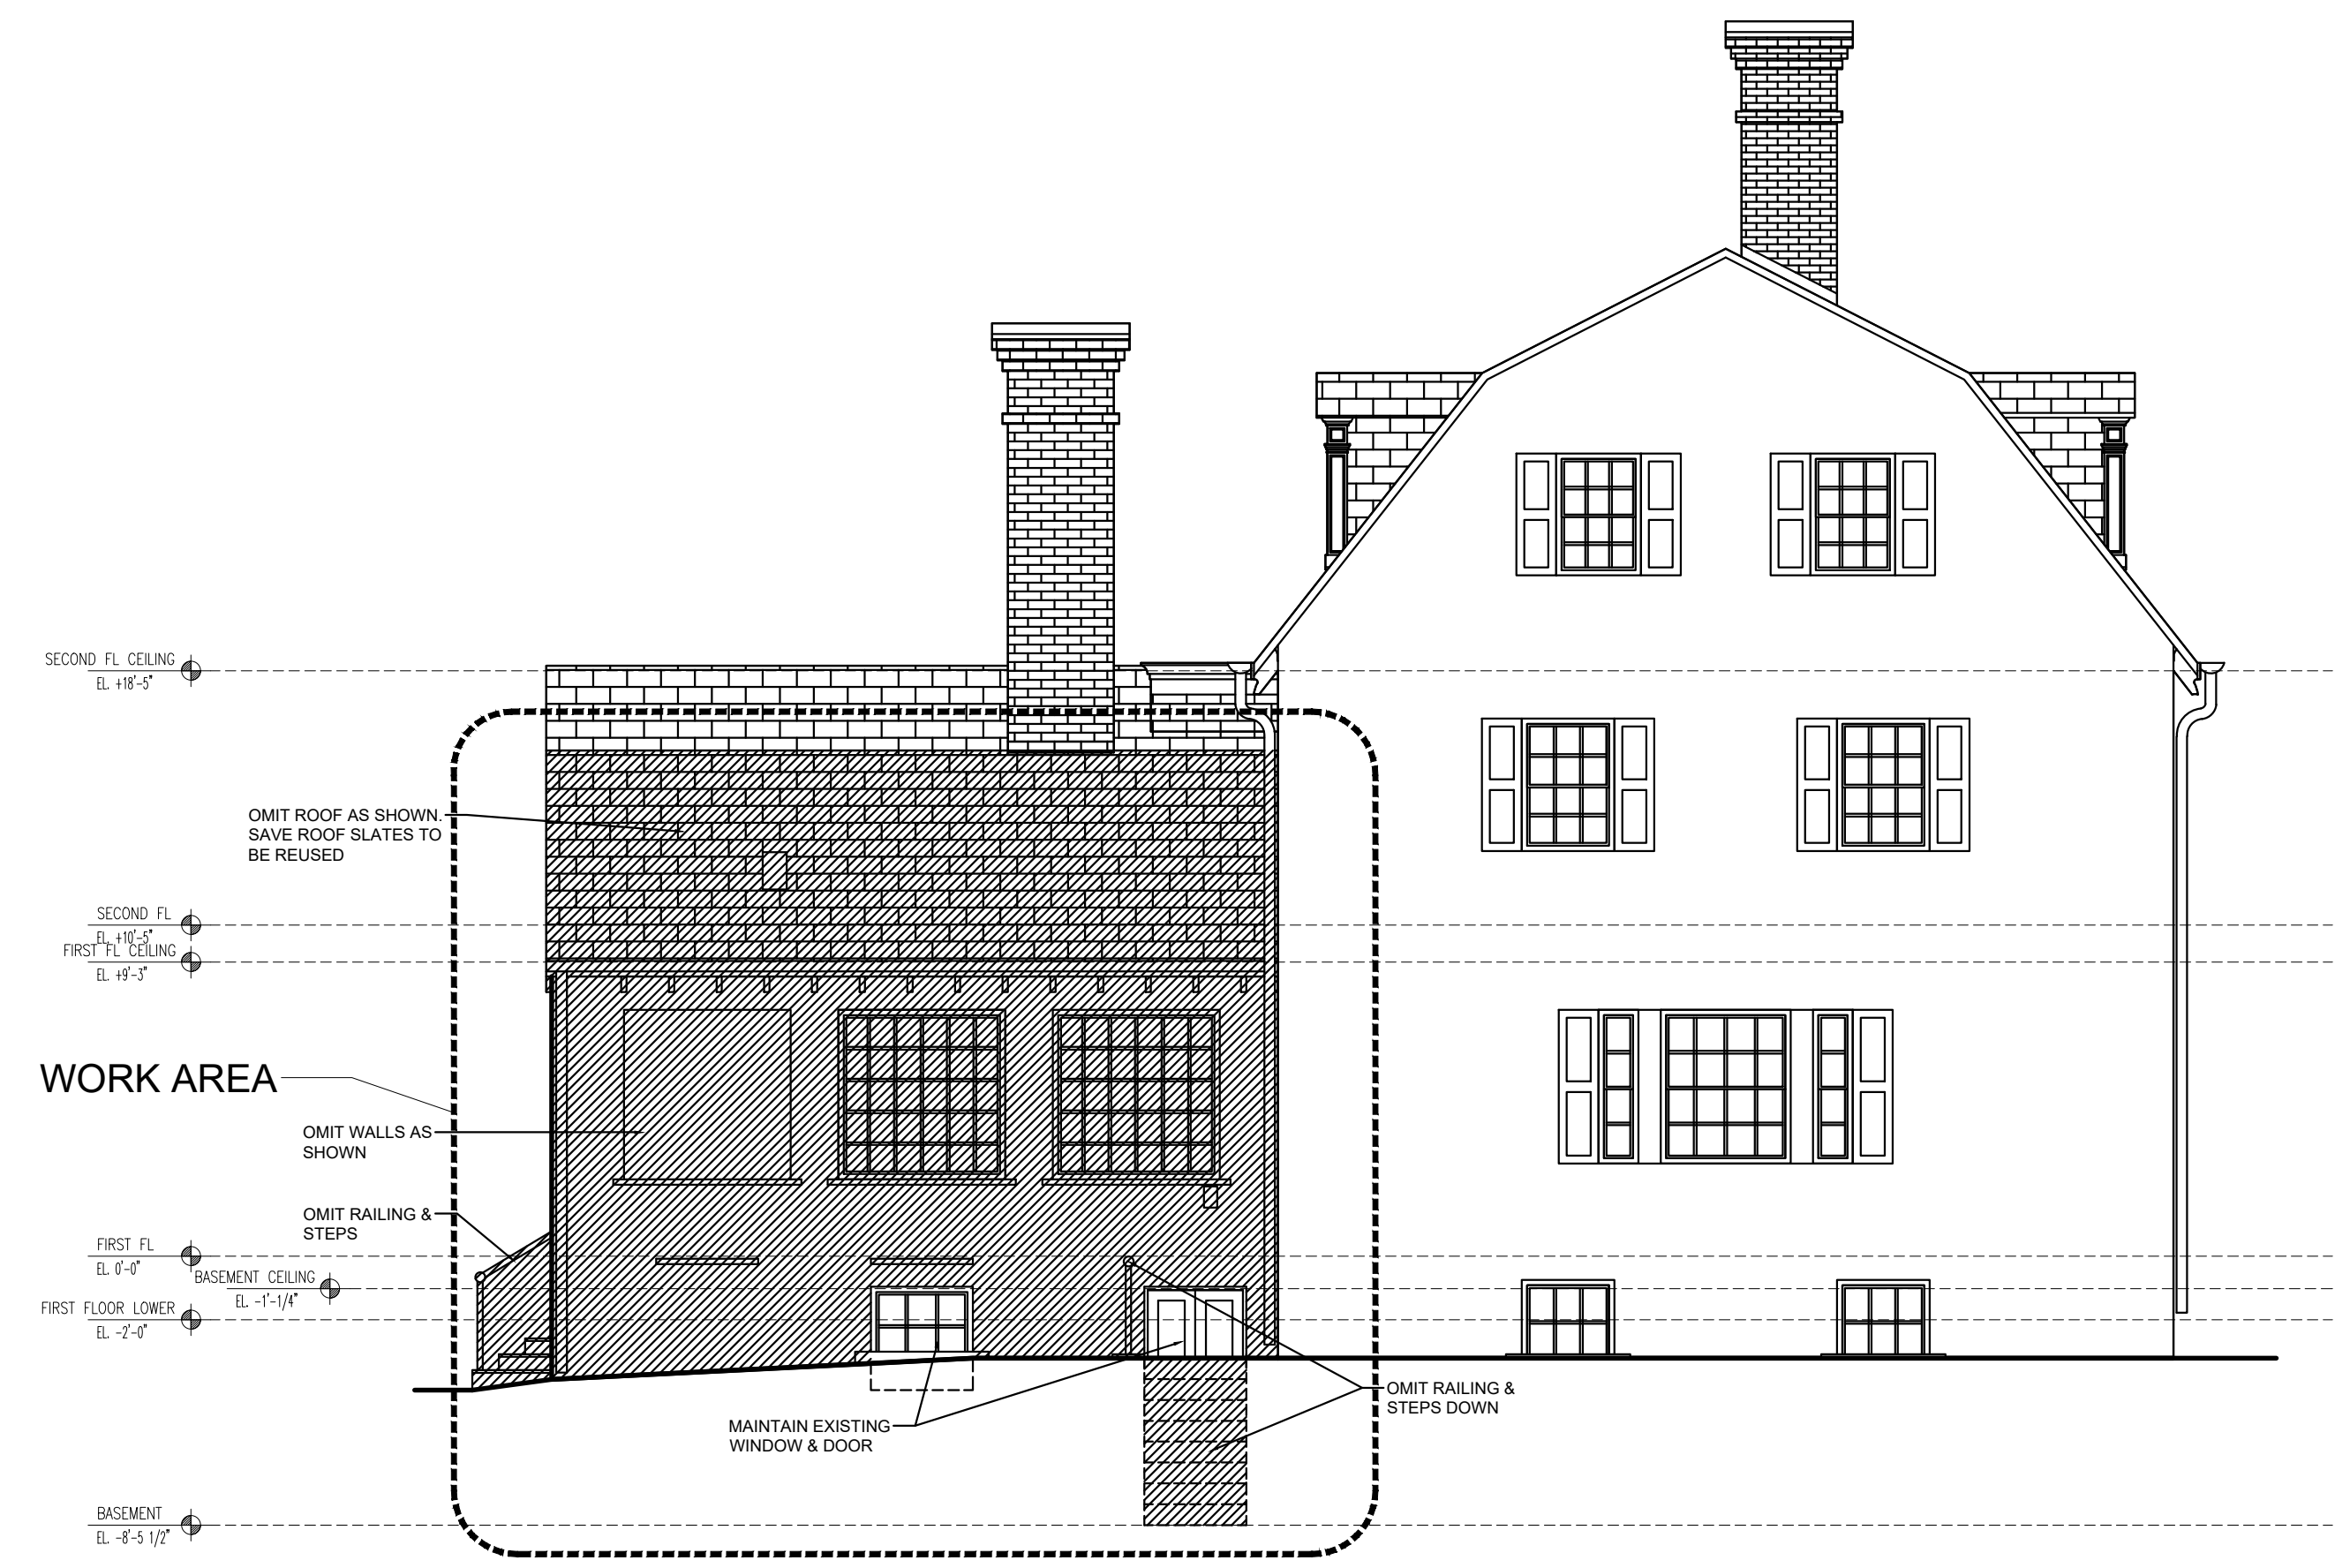 SECOND FL CEILING
EL. +18'-5"
OMIT ROOF AS SHOWN.
SAVE ROOF SLATES TO
BE REUSED
SECOND FL
EL. +10'-5"
FIRST FL CEILING
EL. +9'-3"
WORK AREA
OMIT WALLS AS
SHOWN
OMIT RAILING &
STEPS
FIRST FL
EL. 0'-0"
BASEMENT CEILING
EL. -1'-1/4"
FIRST FLOOR LOWER
EL. -2'-0"
OMIT RAILING &
STEPS DOWN
MAINTAIN EXISTING
WINDOW & DOOR
BASEMENT
EL. -8'-5 1/2"